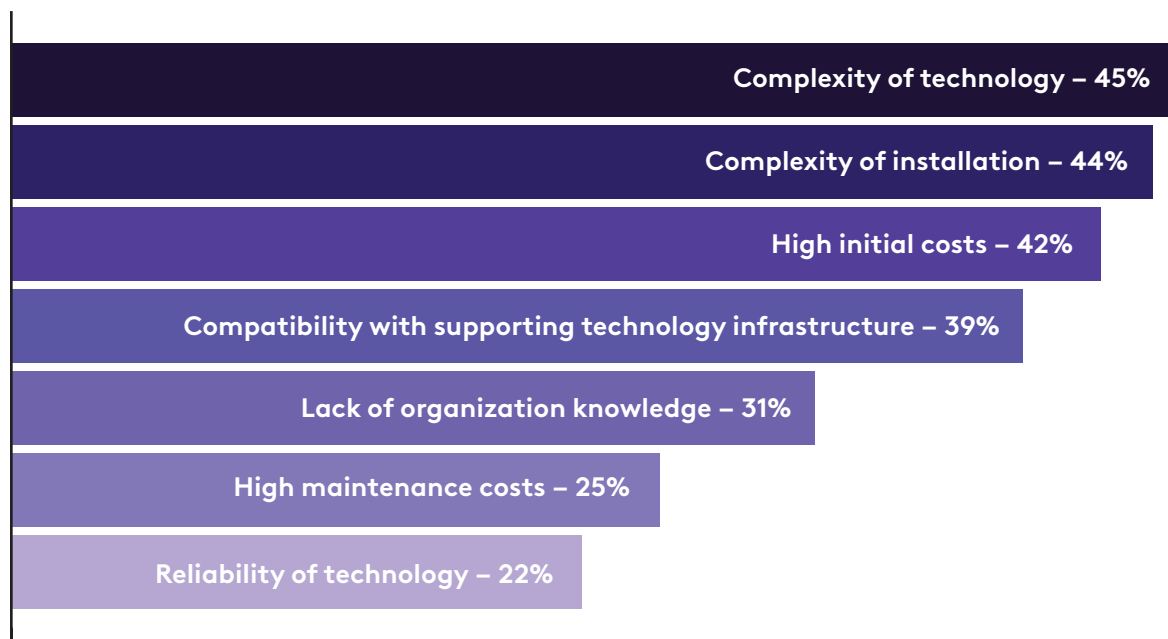 Complexity of technology – 45%
Complexity of installation – 44%
High initial costs – 42%
Compatibility with supporting technology infrastructure – 39%
Lack of organization knowledge – 31%
High maintenance costs – 25%
Reliability of technology – 22%